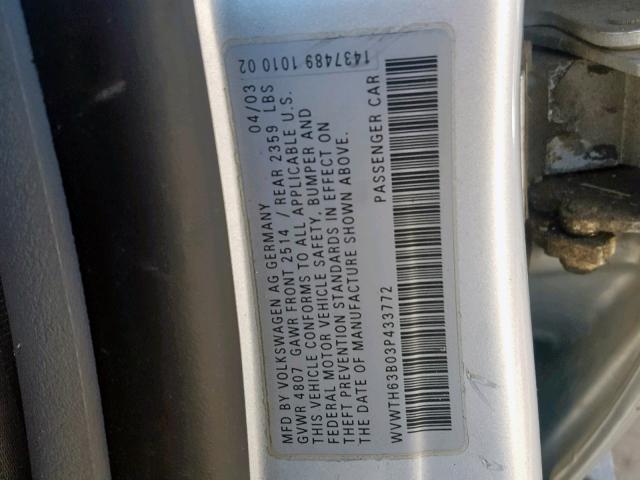 MFD BY VOLKSWAGEN AG GERMANY 04/03
GVWR 4807 GAWR FRONT 2514 / REAR 2359 LBS
THIS VEHICLE CONFORMS TO ALL APPLICABLE U.S.
FEDERAL MOTOR VEHICLE SAFETY, BUMPER AND
THEFT PREVENTION STANDARDS IN EFFECT ON
THE DATE OF MANUFACTURE SHOWN ABOVE.
WVWTH63B03P433772 PASSENGER CAR
1437489 1010 02